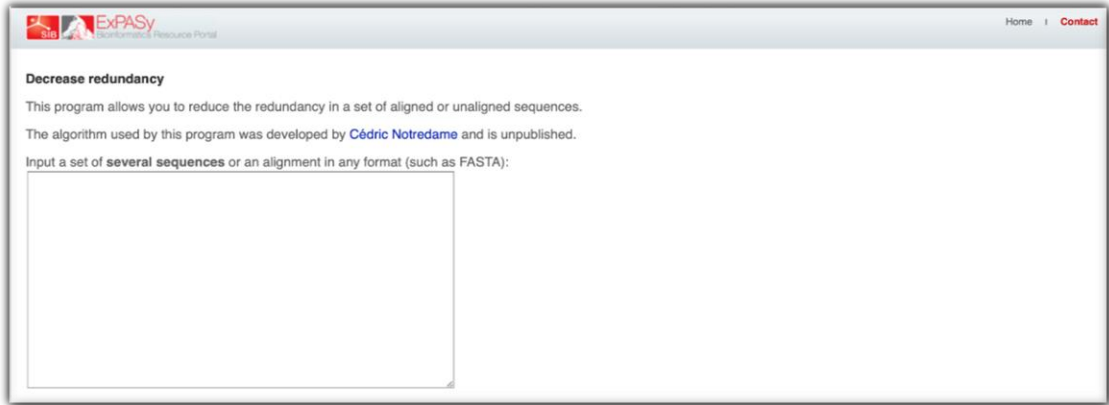 SIB ExPASy
Bioinformatics Resource Portal
Home | Contact
Decrease redundancy
This program allows you to reduce the redundancy in a set of aligned or unaligned sequences.
The algorithm used by this program was developed by Cédric Notredame and is unpublished.
Input a set of several sequences or an alignment in any format (such as FASTA):